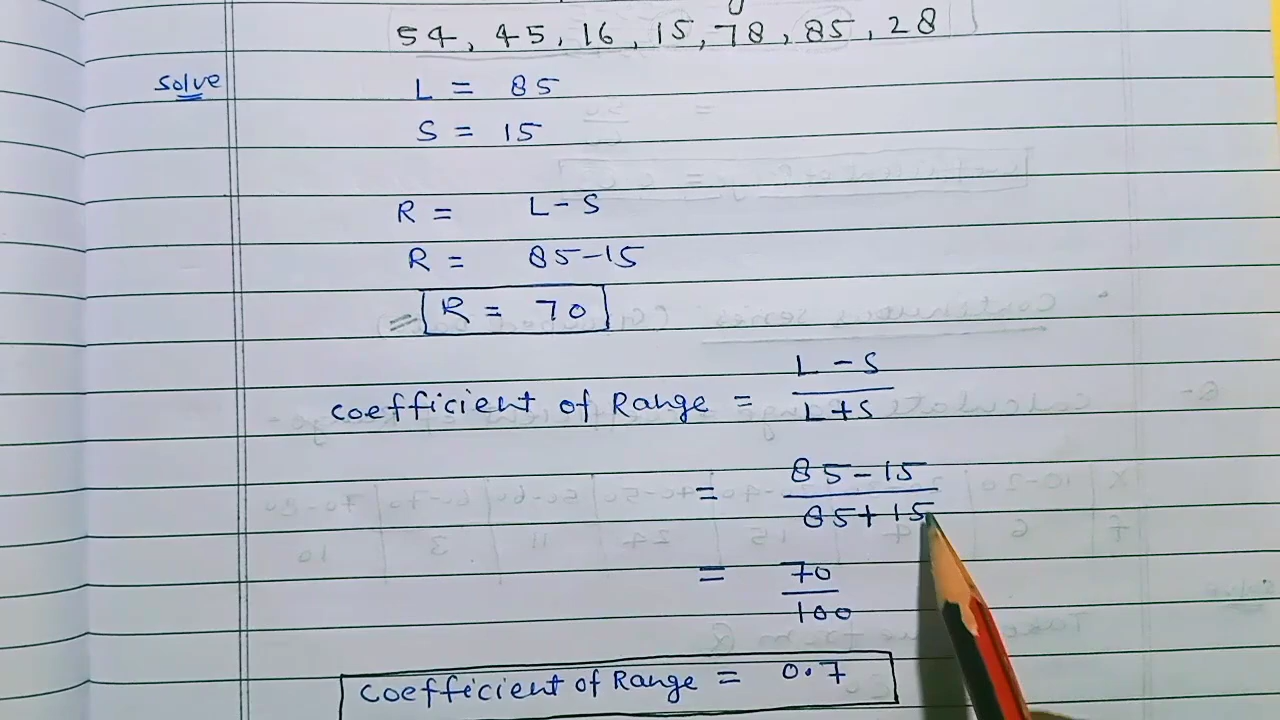 54, 45, 16, 15, 78, 85, 28
Solve
L = 85
S = 15
R = L-S
R = 85-15
R = 70
Coefficient of Range = L-S
L+S
= 85-15
85+15
= 70
100
Coefficient of Range = 0.7